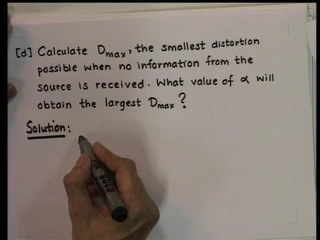 [d] Calculate Dmax, the smallest distortion
possible when no information from the
source is received. What value of α will
obtain the largest Dmax?
Solution: